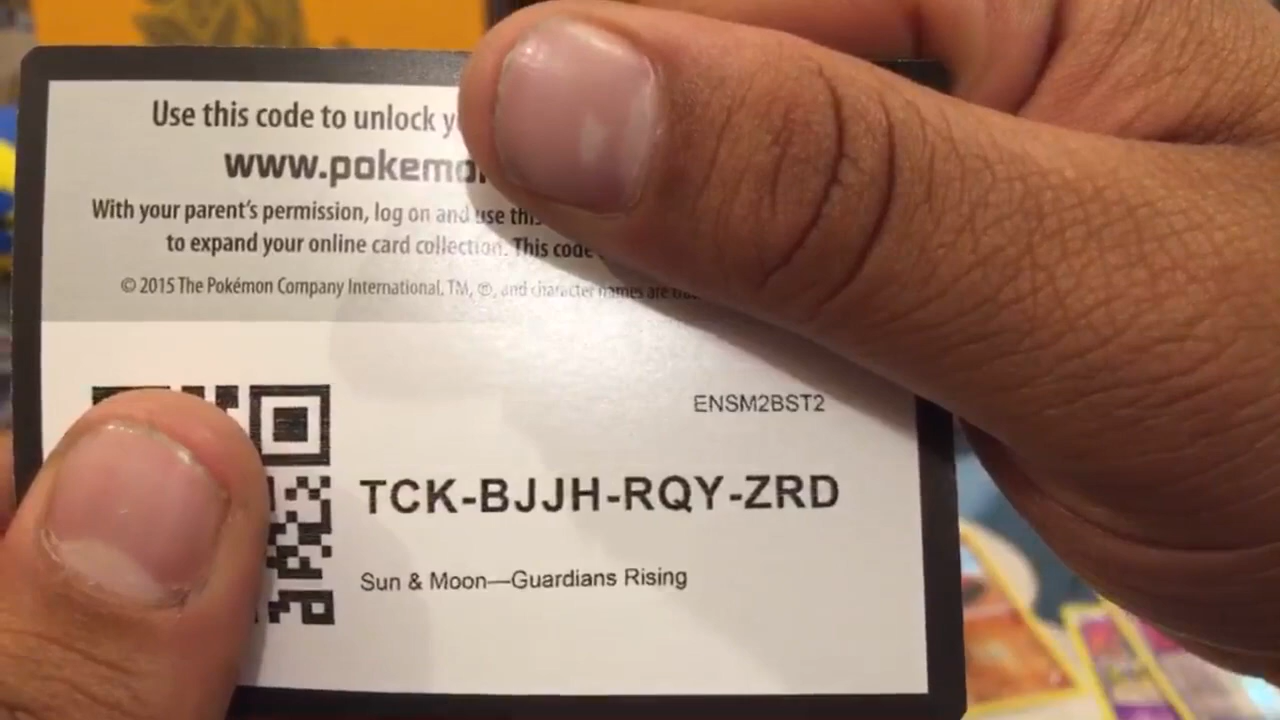 Use this code to unlock
www.pokemo
With your parent's permission, log on and use this
to expand your online card collection. This code
© 2015 The Pokémon Company International. TM, ®, and character names are
ENSM2BST2
TCK-BJJH-RQY-ZRD
Sun & Moon—Guardians Rising